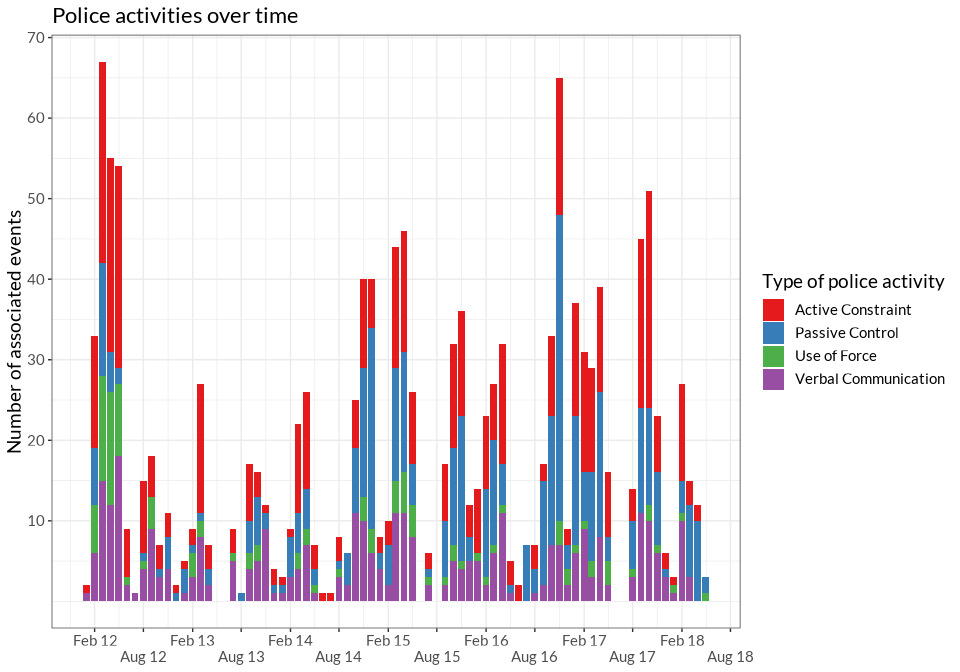 Police activities over time
Number of associated events
70
60
50
40
30
20
10
Feb 12
Aug 12
Feb 13
Aug 13
Feb 14
Aug 14
Feb 15
Aug 15
Feb 16
Aug 16
Feb 17
Aug 17
Feb 18
Aug 18
Type of police activity
Active Constraint
Passive Control
Use of Force
Verbal Communication